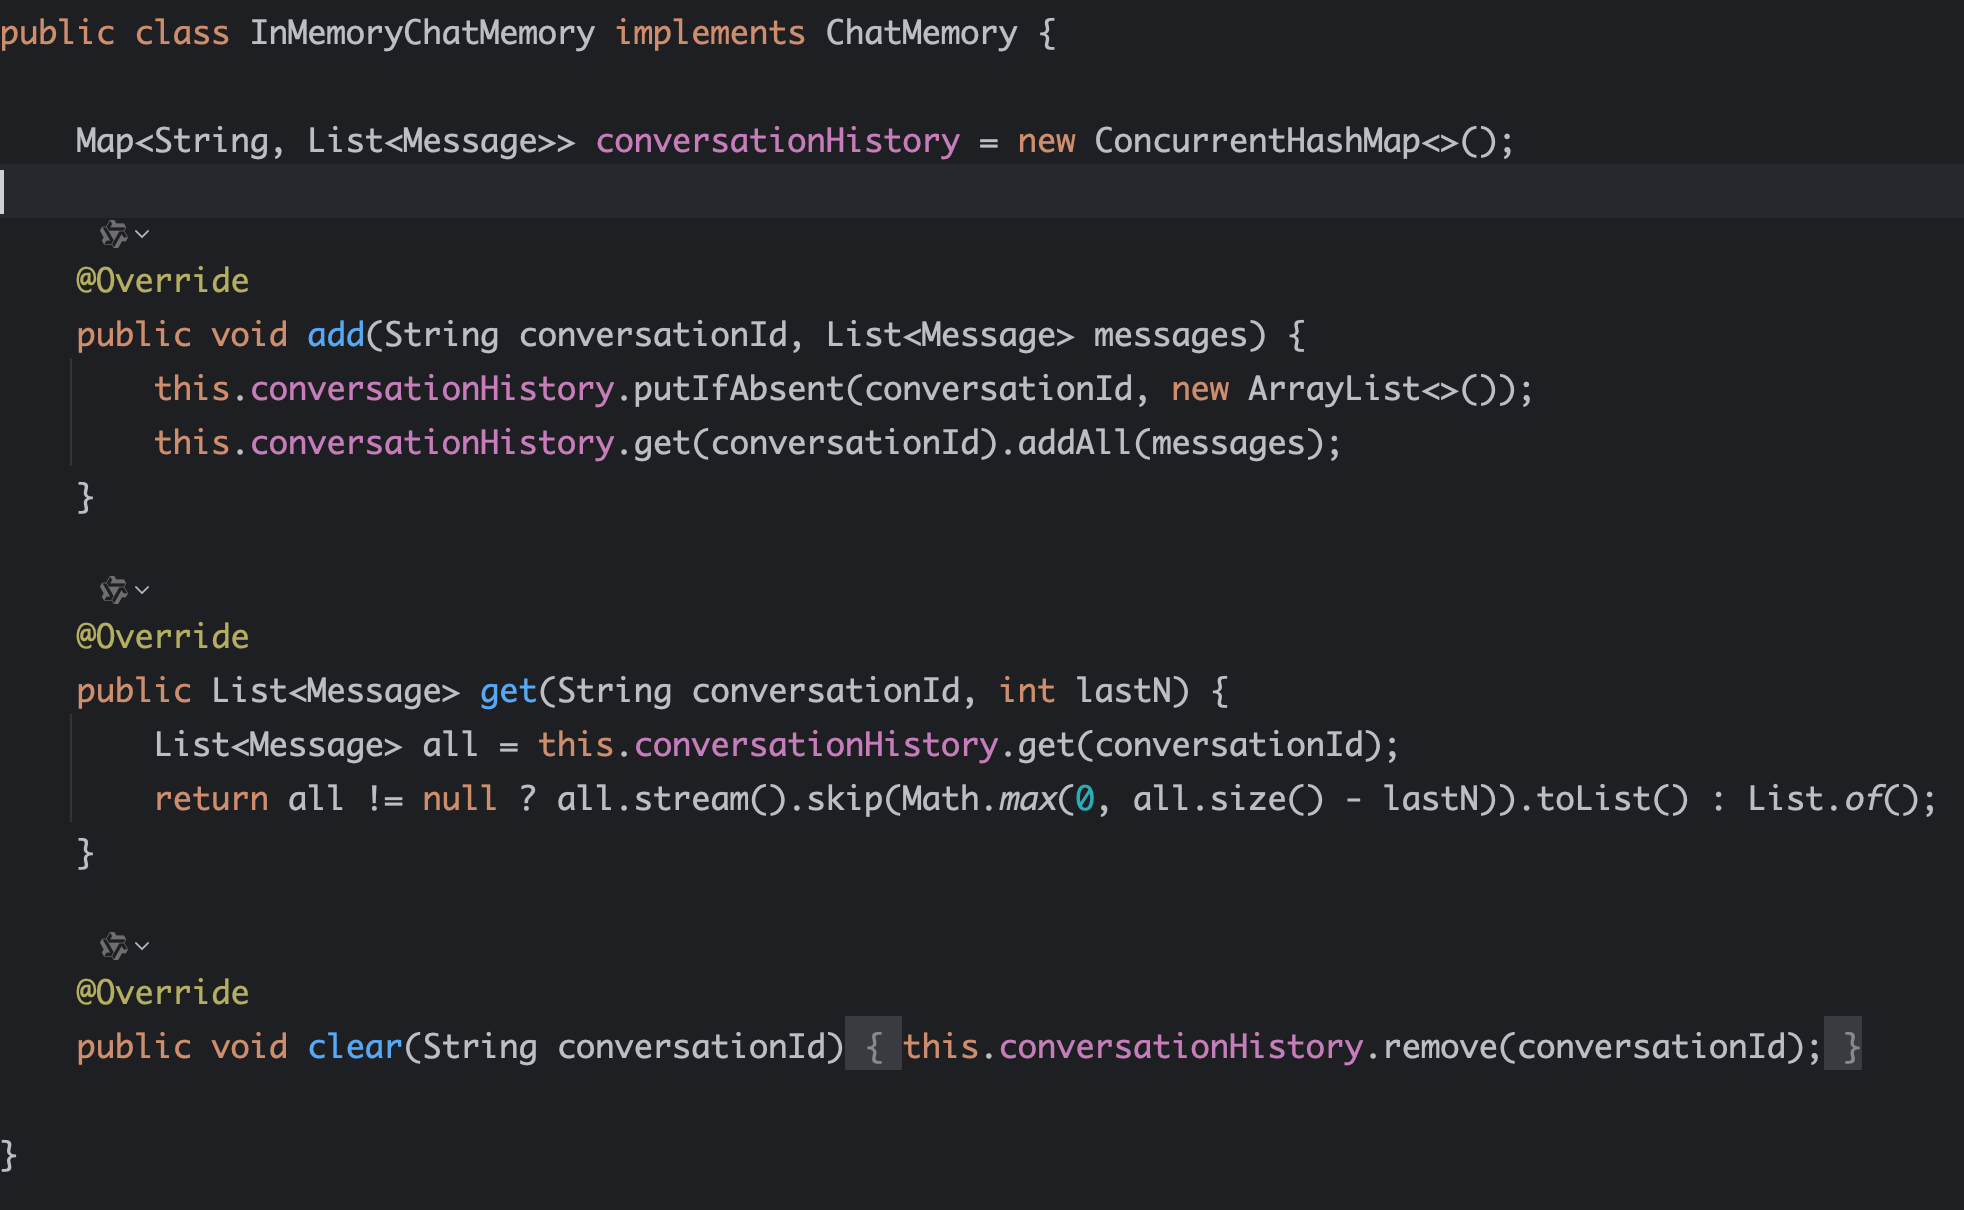 public class InMemoryChatMemory implements ChatMemory {
Map<String, List<Message>> conversationHistory = new ConcurrentHashMap<>();
@Override
public void add(String conversationId, List<Message> messages) {
this.conversationHistory.putIfAbsent(conversationId, new ArrayList<>());
this.conversationHistory.get(conversationId).addAll(messages);
}
@Override
public List<Message> get(String conversationId, int lastN) {
List<Message> all = this.conversationHistory.get(conversationId);
return all != null ? all.stream().skip(Math.max(0, all.size() - lastN)).toList() : List.of();
}
@Override
public void clear(String conversationId) { this.conversationHistory.remove(conversationId); }
}